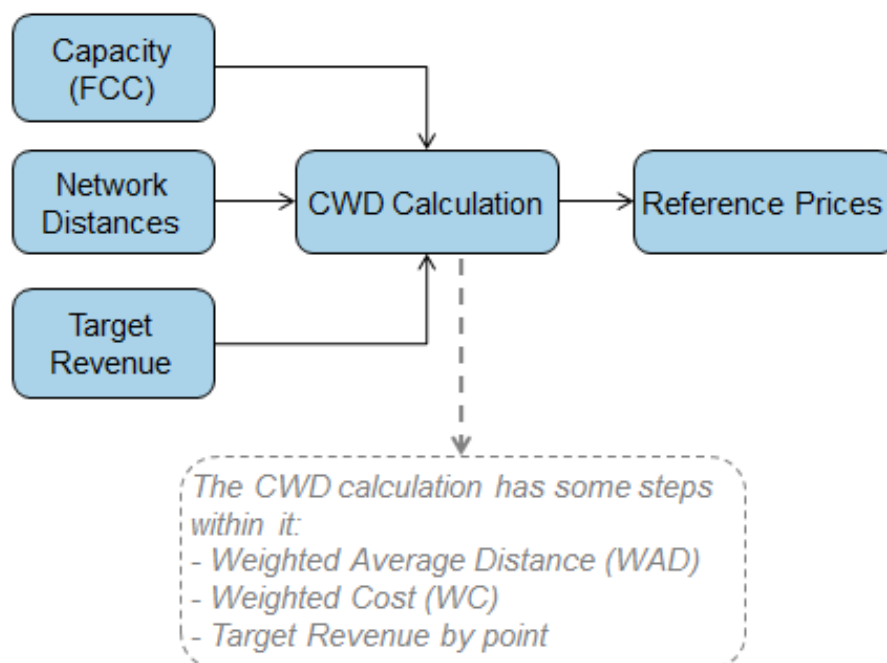 Capacity
(FCC)
Network
Distances
CWD Calculation
Reference Prices
Target
Revenue
The CWD calculation has some steps
within it:
- Weighted Average Distance (WAD)
- Weighted Cost (WC)
- Target Revenue by point